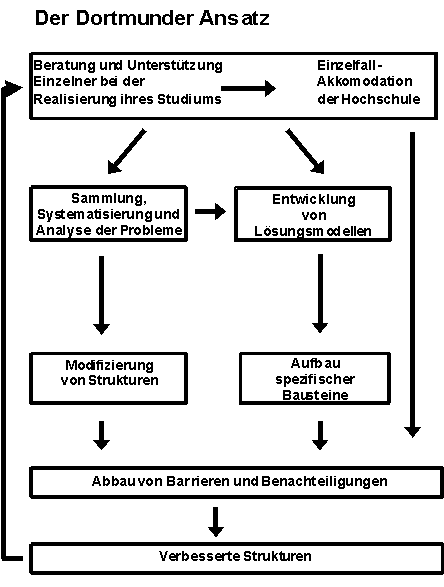 Der Dortmunder Ansatz
Beratung und Unterstützung
Einzelner bei der
Realisierung ihres Studiums
Einzelfall-
Akkomodation
der Hochschule
Sammlung,
Systematisierung und
Analyse der Probleme
Entwicklung
von
Lösungsmodellen
Modifizierung
von Strukturen
Aufbau
spezifischer
Bausteine
Abbau von Barrieren und Benachteiligungen
Verbesserte Strukturen